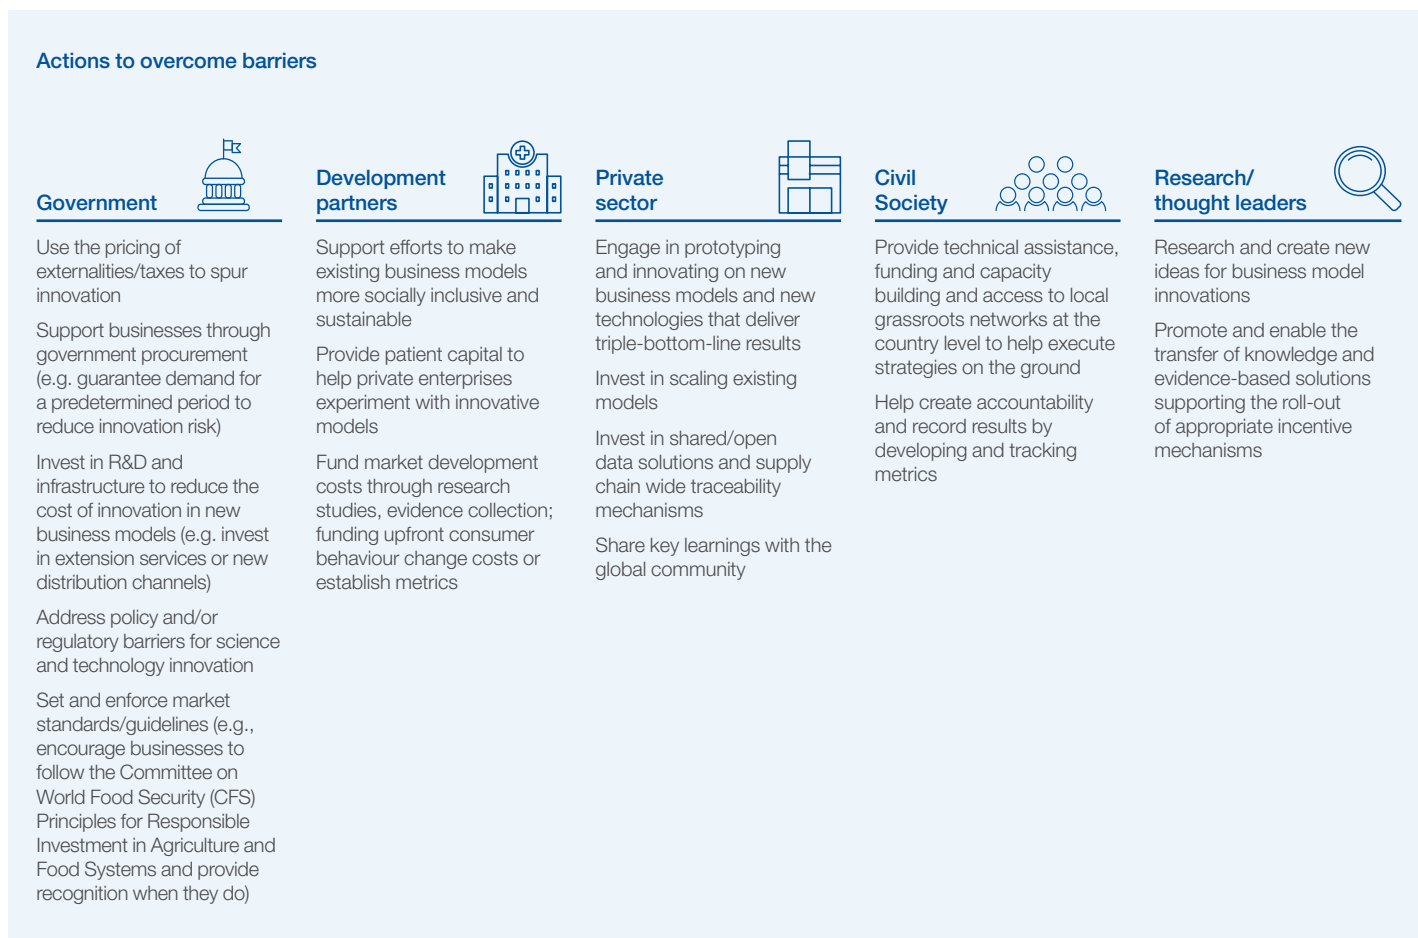 Actions to overcome barriers
Government
Use the pricing of
externalities/taxes to spur
innovation
Support businesses through
government procurement
(e.g. guarantee demand for
a predetermined period to
reduce innovation risk)
Invest in R&D and
infrastructure to reduce the
cost of innovation in new
business models (e.g. invest
in extension services or new
distribution channels)
Address policy and/or
regulatory barriers for science
and technology innovation
Set and enforce market
standards/guidelines (e.g.,
encourage businesses to
follow the Committee on
World Food Security (CFS)
Principles for Responsible
Investment in Agriculture and
Food Systems and provide
recognition when they do)
Development
partners
Support efforts to make
existing business models
more socially inclusive and
sustainable
Provide patient capital to
help private enterprises
experiment with innovative
models
Fund market development
costs through research
studies, evidence collection;
funding upfront consumer
behaviour change costs or
establish metrics
Private
sector
Engage in prototyping
and innovating on new
business models and new
technologies that deliver
triple-bottom-line results
Invest in scaling existing
models
Invest in shared/open
data solutions and supply
chain wide traceability
mechanisms
Share key learnings with the
global community
Civil
Society
Provide technical assistance,
funding and capacity
building and access to local
grassroots networks at the
country level to help execute
strategies on the ground
Help create accountability
and record results by
developing and tracking
metrics
Research/
thought leaders
Research and create new
ideas for business model
innovations
Promote and enable the
transfer of knowledge and
evidence-based solutions
supporting the roll-out
of appropriate incentive
mechanisms